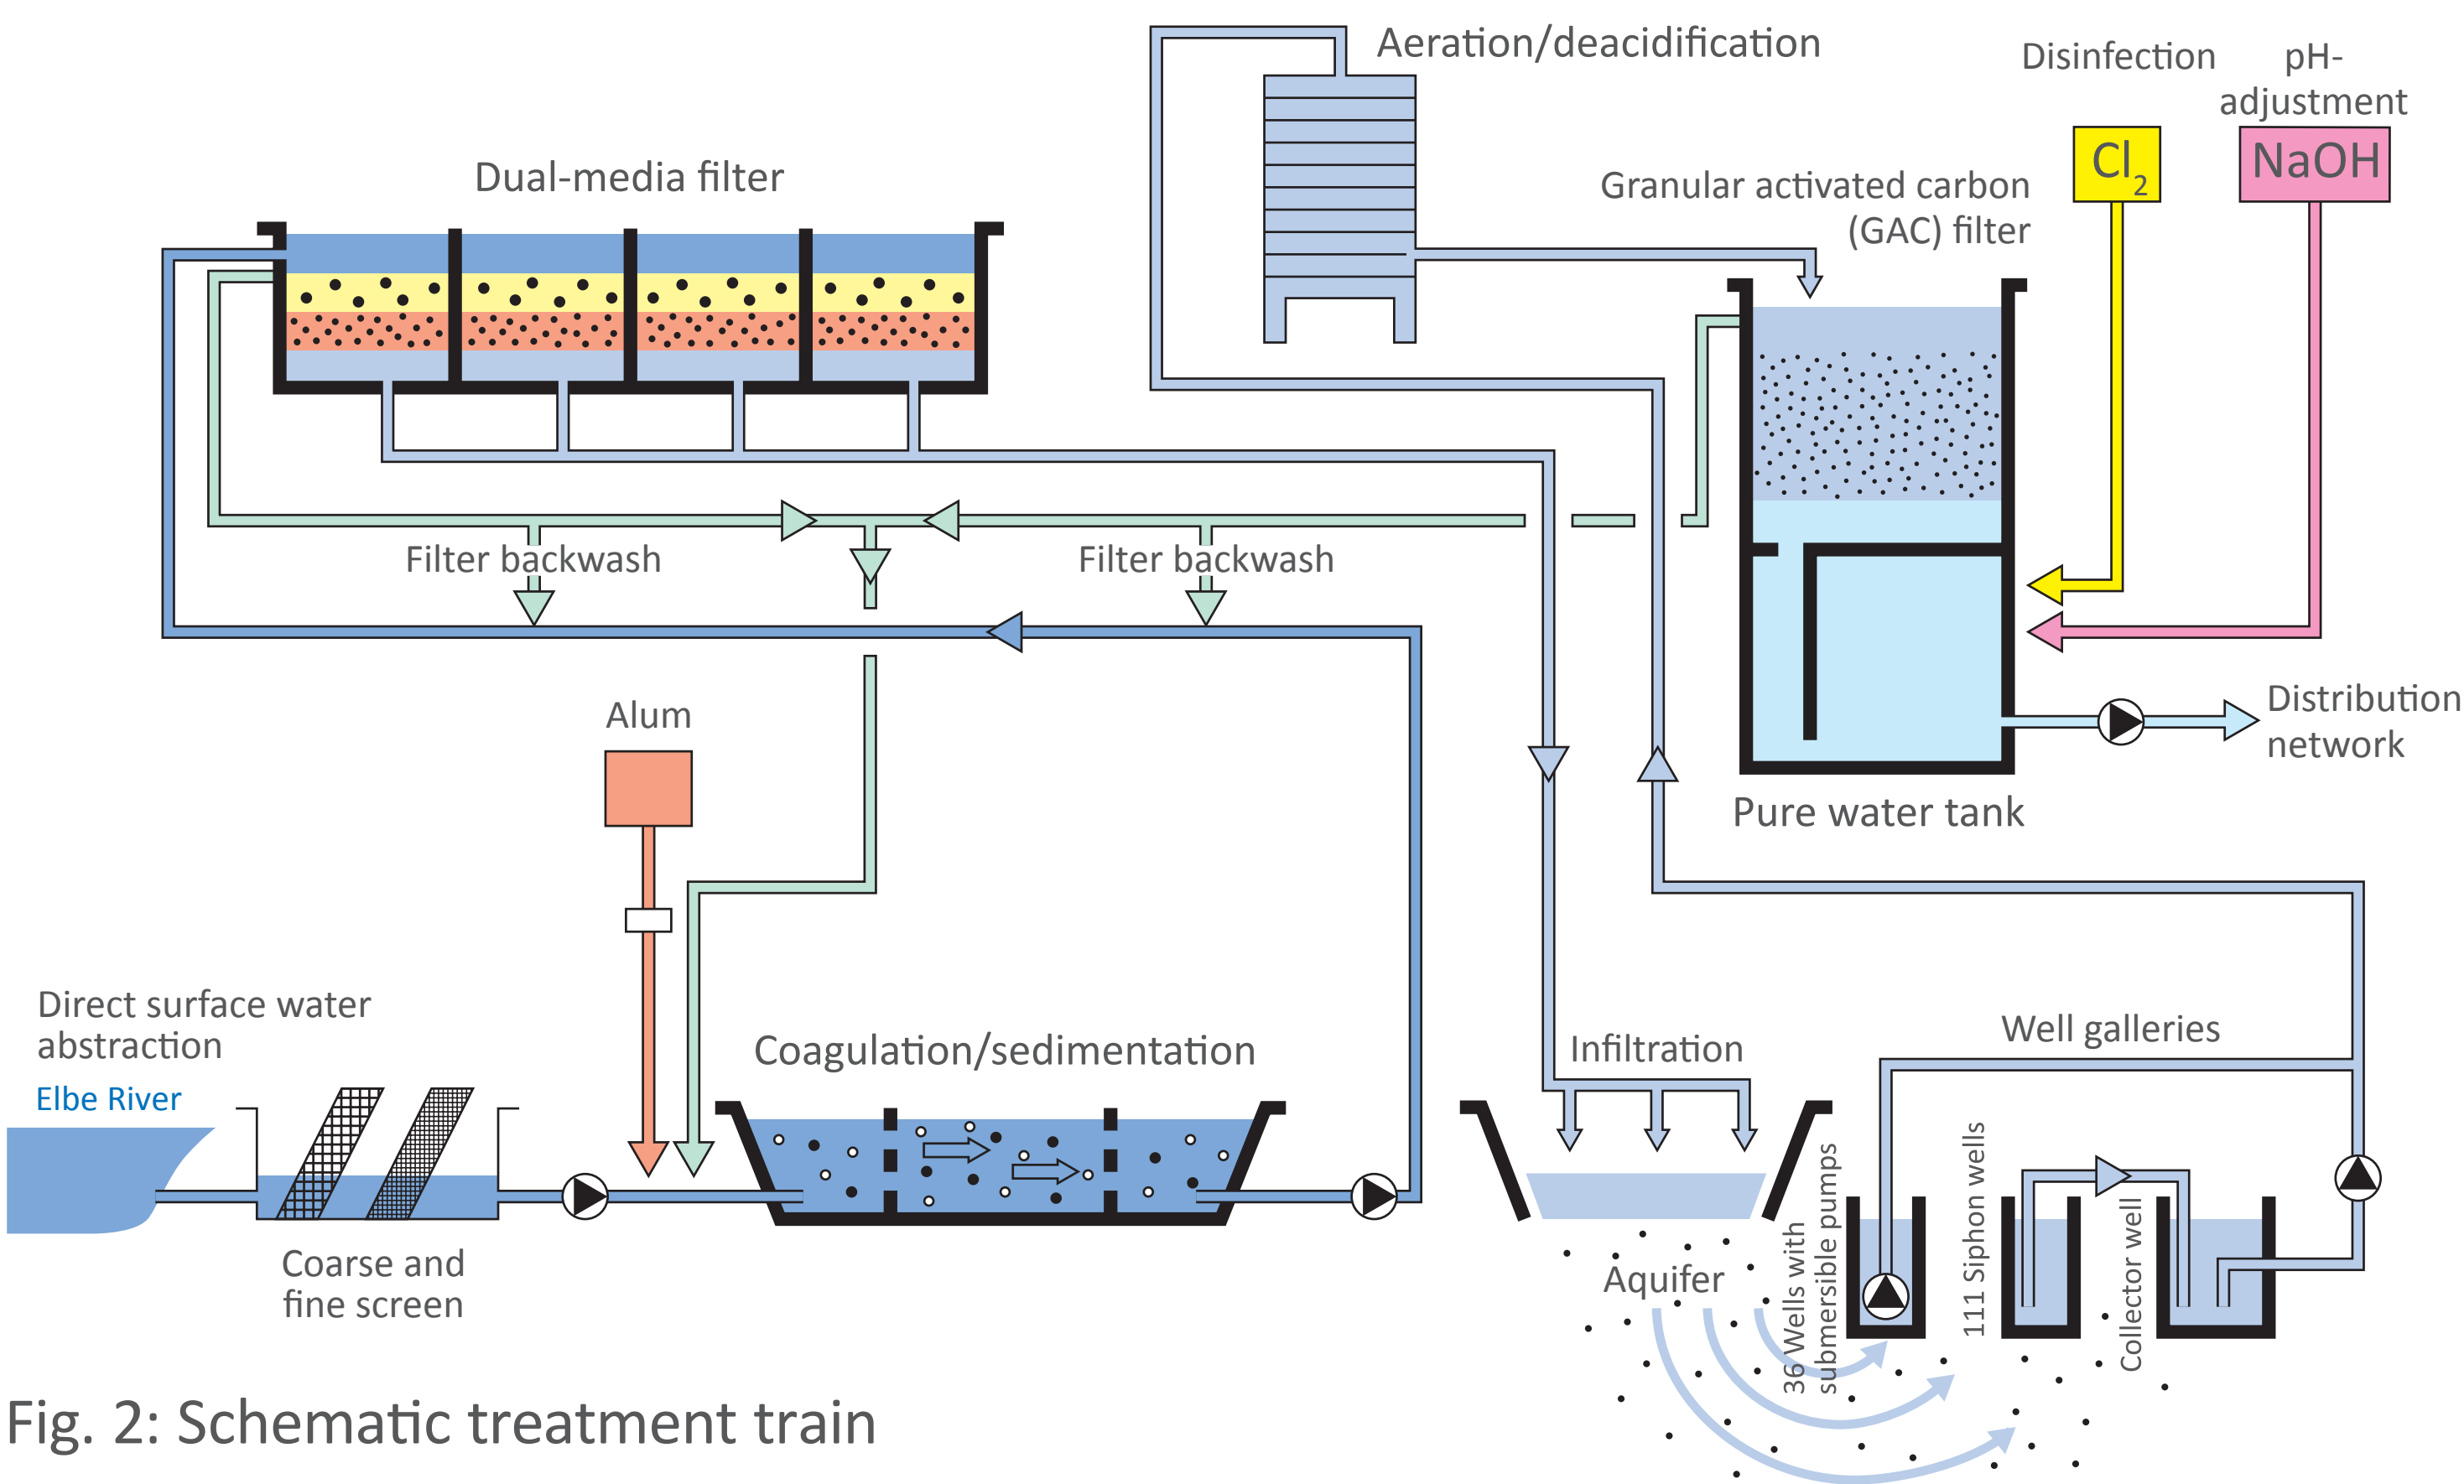 Aeration/deacidification
Disinfection
pH-
adjustment
Cl2
NaOH
Dual-media filter
Granular activated carbon
(GAC) filter
Filter backwash
Filter backwash
Alum
Distribution
network
Pure water tank
Direct surface water
abstraction
Elbe River
Coagulation/sedimentation
Infiltration
Well galleries
Coarse and
fine screen
Aquifer
36 Wells with
submersible pumps
111 Siphon wells
Collector well
Fig. 2: Schematic treatment train